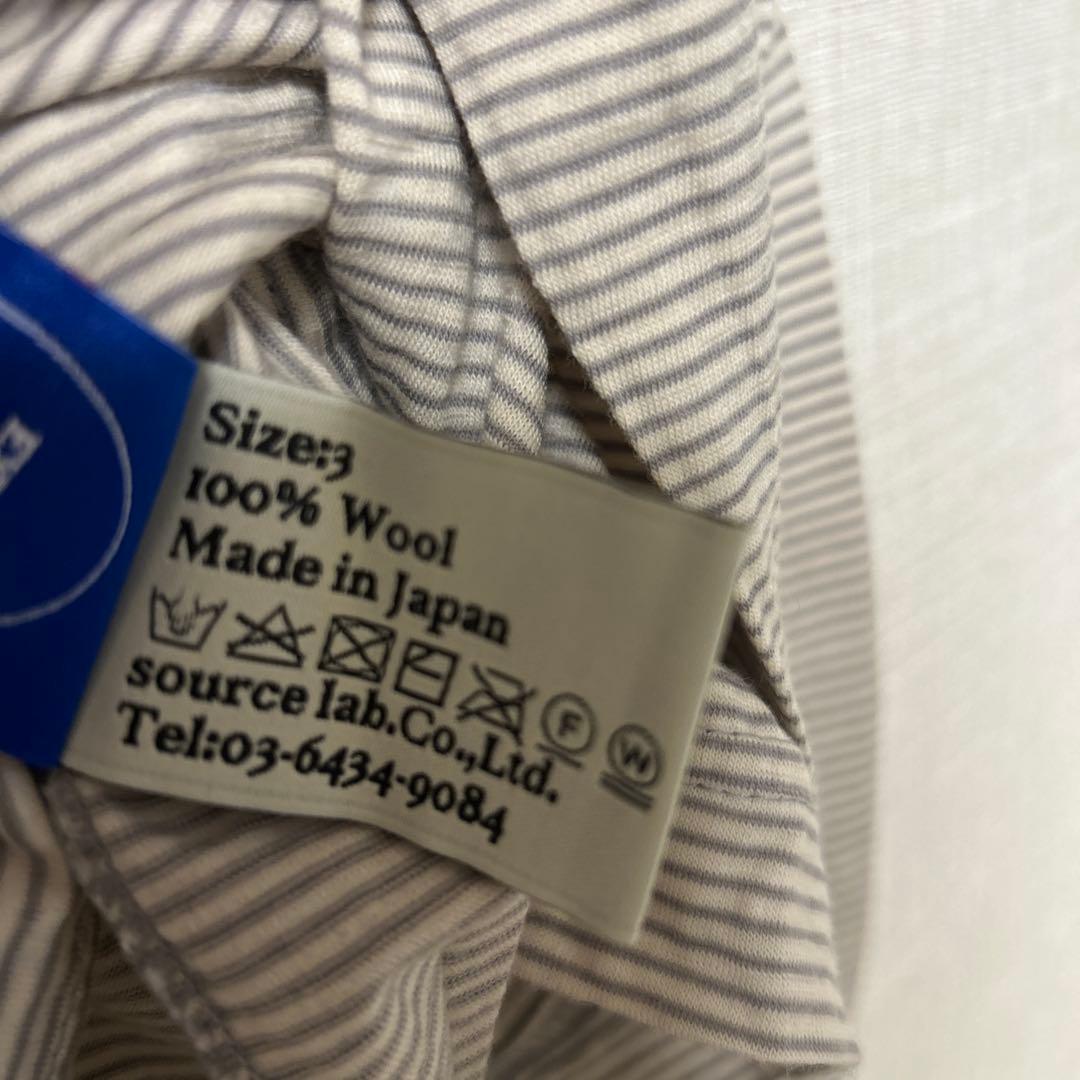 Size:3
100% Wool
Made in Japan
F W
source lab.Co.,Ltd.
Tel:03-6434-9084